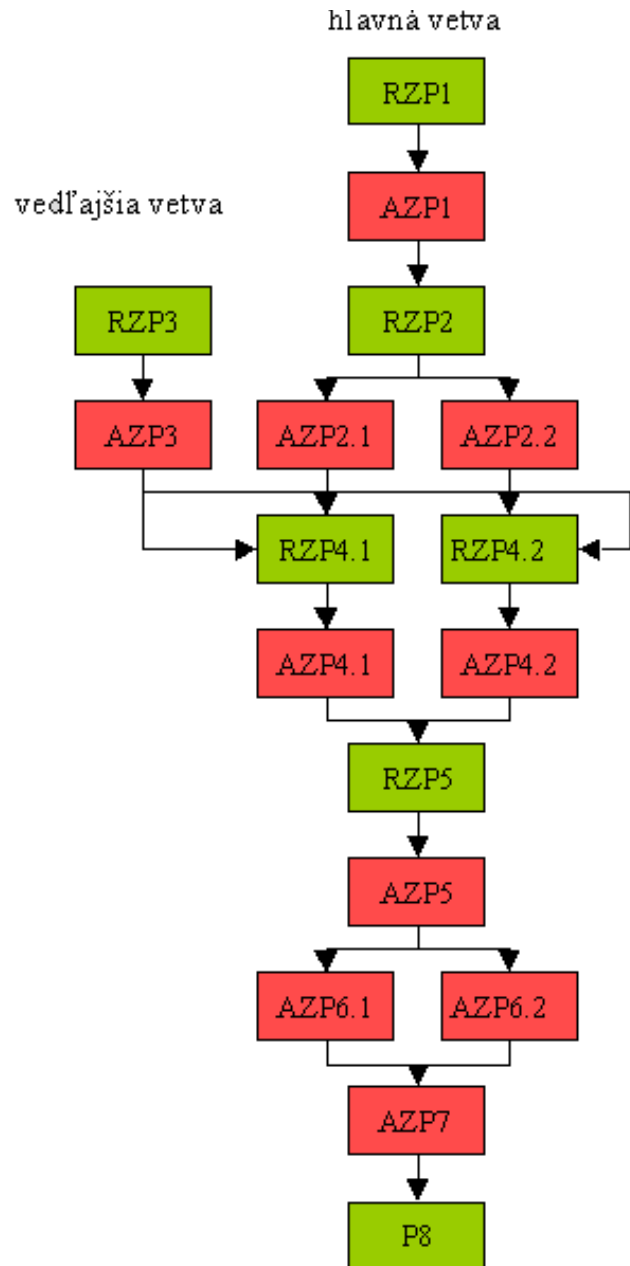 hlavná vetva
RZP1
AZP1
vedľajšia vetva
RZP3
RZP2
AZP3
AZP2.1
AZP2.2
RZP4.1
RZP4.2
AZP4.1
AZP4.2
RZP5
AZP5
AZP6.1
AZP6.2
AZP7
P8